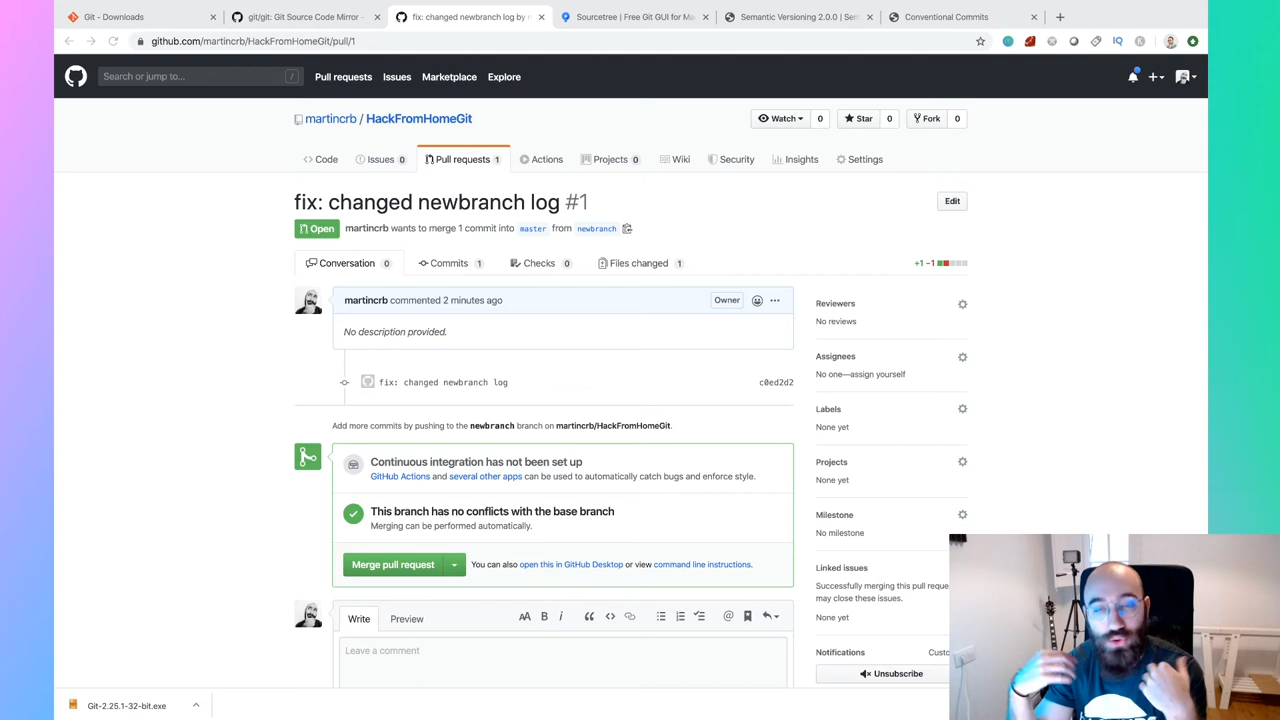 Git - Downloads
git/git: Git Source Code Mirror -
fix: changed newbranch log by
Sourcetree | Free Git GUI for Ma
Semantic Versioning 2.0.0 | Sem
Conventional Commits
github.com/martincrb/HackFromHomeGit/pull/1
Search or jump to...
/
Pull requests
Issues
Marketplace
Explore
martincrb / HackFromHomeGit
Watch
0
Star
0
Fork
0
Code
Issues 0
Pull requests 1
Actions
Projects 0
Wiki
Security
Insights
Settings
fix: changed newbranch log #1
Edit
Open
martincrb wants to merge 1 commit into master from newbranch
Conversation 0
Commits 1
Checks 0
Files changed 1
+1 −1
martincrb commented 2 minutes ago
Owner
No description provided.
fix: changed newbranch log
c0ed2d2
Add more commits by pushing to the newbranch branch on martincrb/HackFromHomeGit.
Continuous integration has not been set up
GitHub Actions and several other apps can be used to automatically catch bugs and enforce style.
This branch has no conflicts with the base branch
Merging can be performed automatically.
Merge pull request
You can also open this in GitHub Desktop or view command line instructions.
Write
Preview
AA B i
Leave a comment
Reviewers
No reviews
Assignees
No one—assign yourself
Labels
None yet
Projects
None yet
Milestone
No milestone
Linked issues
Successfully merging this pull reque
may close these issues.
None yet
Notifications
Custo
Unsubscribe
Git-2.25.1-32-bit.exe